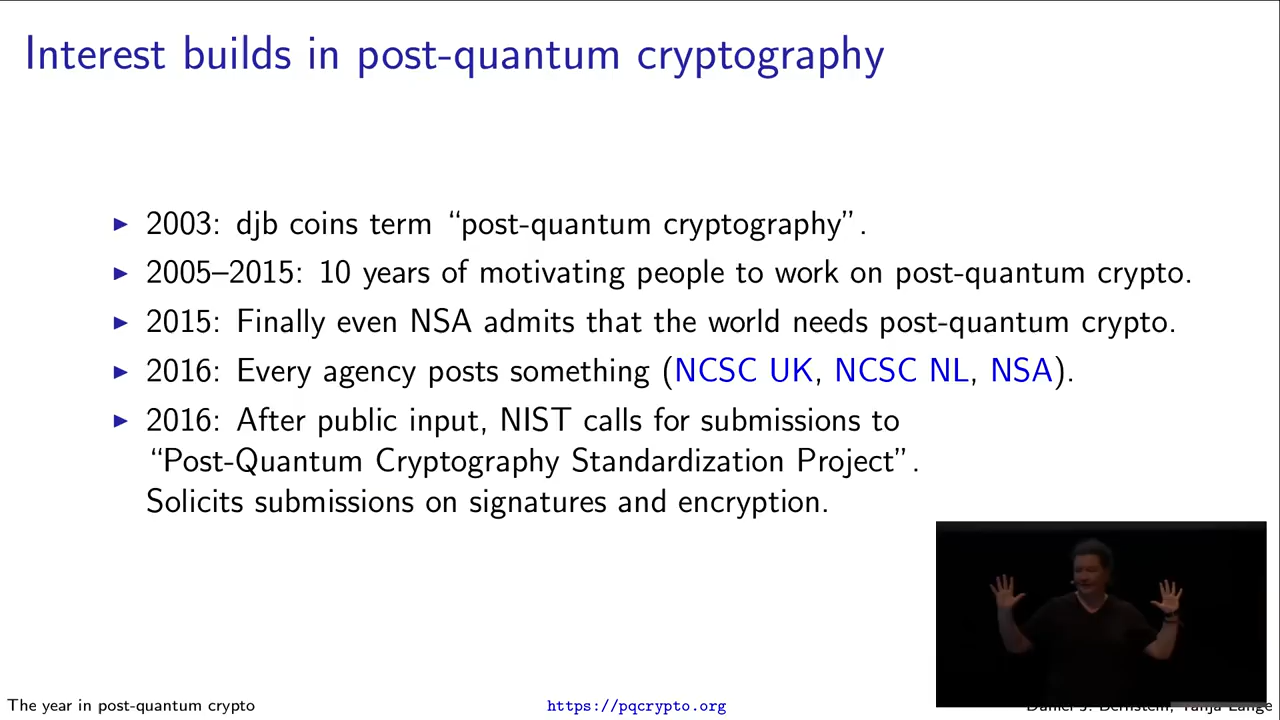 Interest builds in post-quantum cryptography
▶ 2003: djb coins term “post-quantum cryptography”.
▶ 2005–2015: 10 years of motivating people to work on post-quantum crypto.
▶ 2015: Finally even NSA admits that the world needs post-quantum crypto.
▶ 2016: Every agency posts something (NCSC UK, NCSC NL, NSA).
▶ 2016: After public input, NIST calls for submissions to
“Post-Quantum Cryptography Standardization Project”.
Solicits submissions on signatures and encryption.
The year in post-quantum crypto
https://pqcrypto.org
Daniel J. Bernstein, Tanja Lange